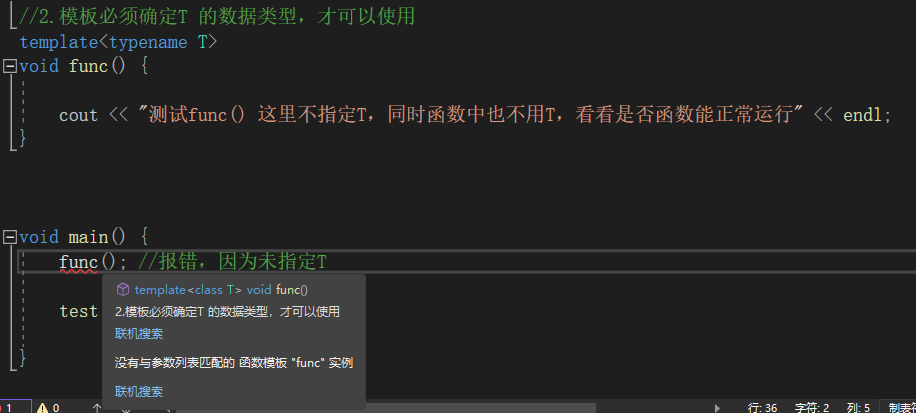 //2.模板必须确定T 的数据类型，才可以使用
template<typename T>
void func() {
cout << "测试func() 这里不指定T，同时函数中也不用T，看看是否函数能正常运行" << endl;
}
void main() {
func(); //报错，因为未指定T
template<class T> void func()
2.模板必须确定T 的数据类型，才可以使用
test
联机搜索
没有与参数列表匹配的 函数模板 "func" 实例
}
联机搜索
1
0
行: 36
字符: 2
列: 5